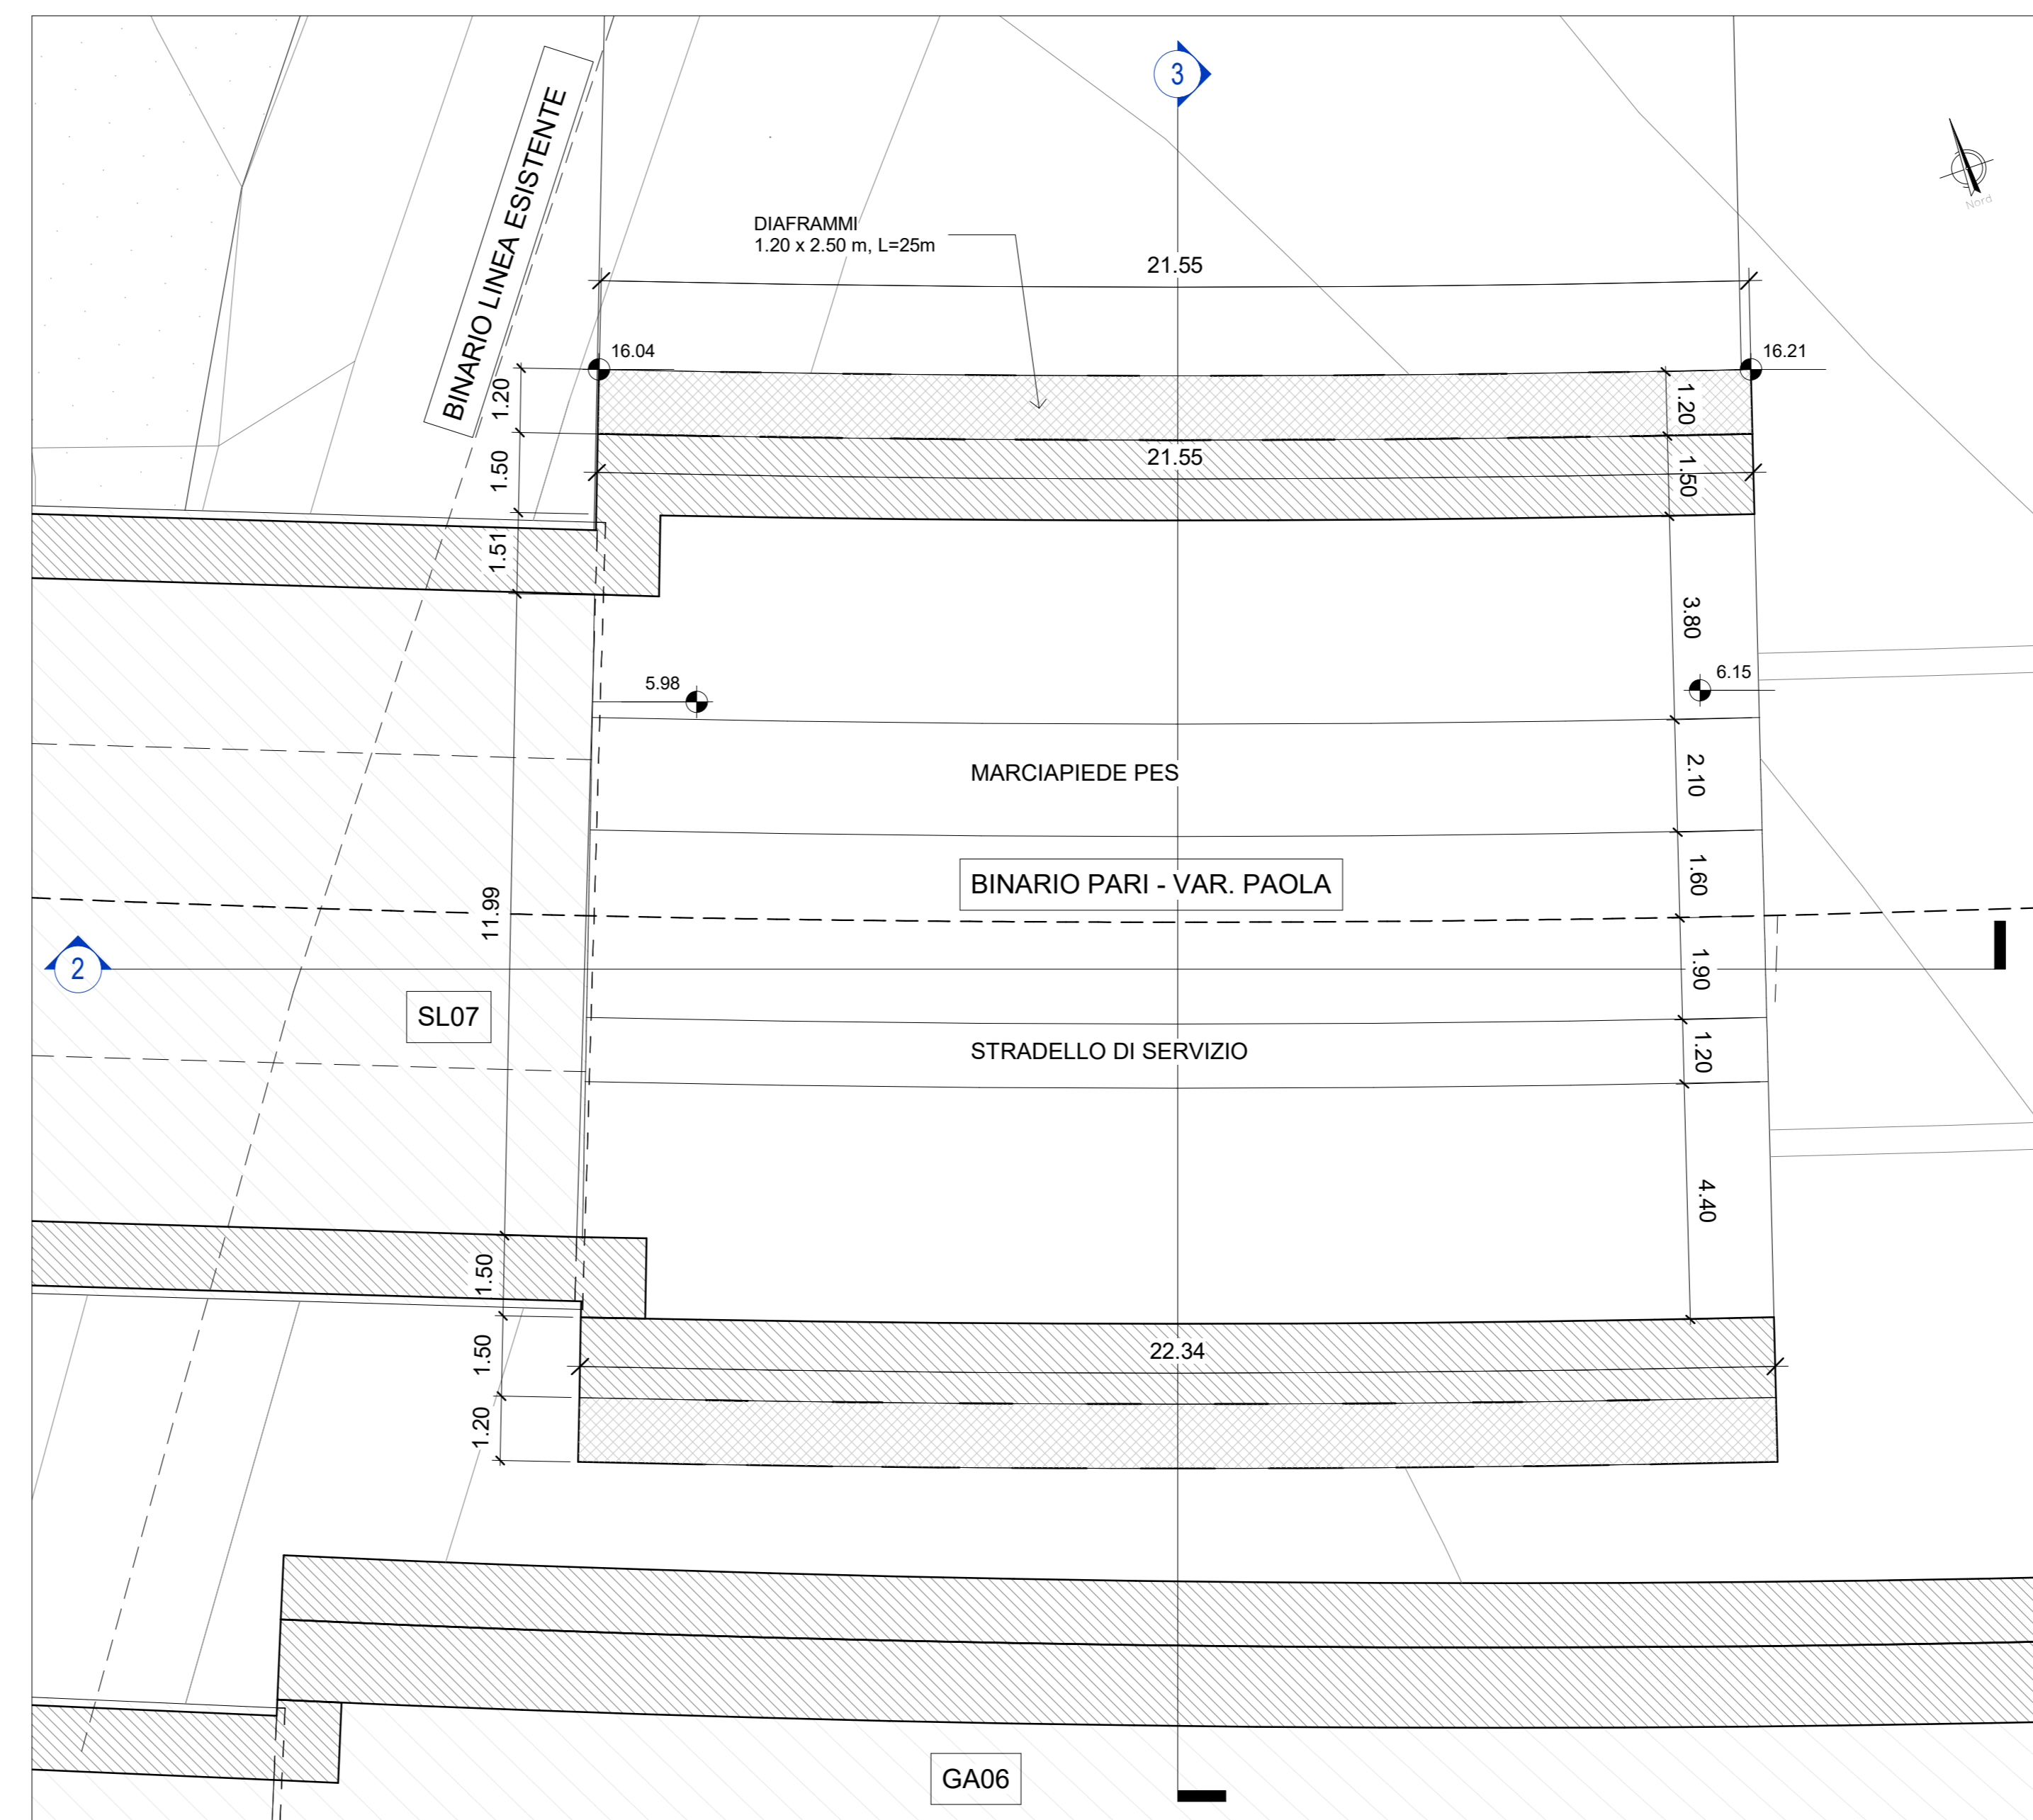 3
BINARIO LINEA ESISTENTE
Nord
DIAFRAMMI
1.20 x 2.50 m, L=25m
21.55
16.04
16.21
1.20
1.20
21.55
1.50
1.50
1.51
3.80
5.98
6.15
MARCIAPIEDE PES
2.10
BINARIO PARI - VAR. PAOLA
1.60
11.99
2
1.90
SL07
STRADELLO DI SERVIZIO
1.20
4.40
1.50
22.34
1.50
1.20
GA06